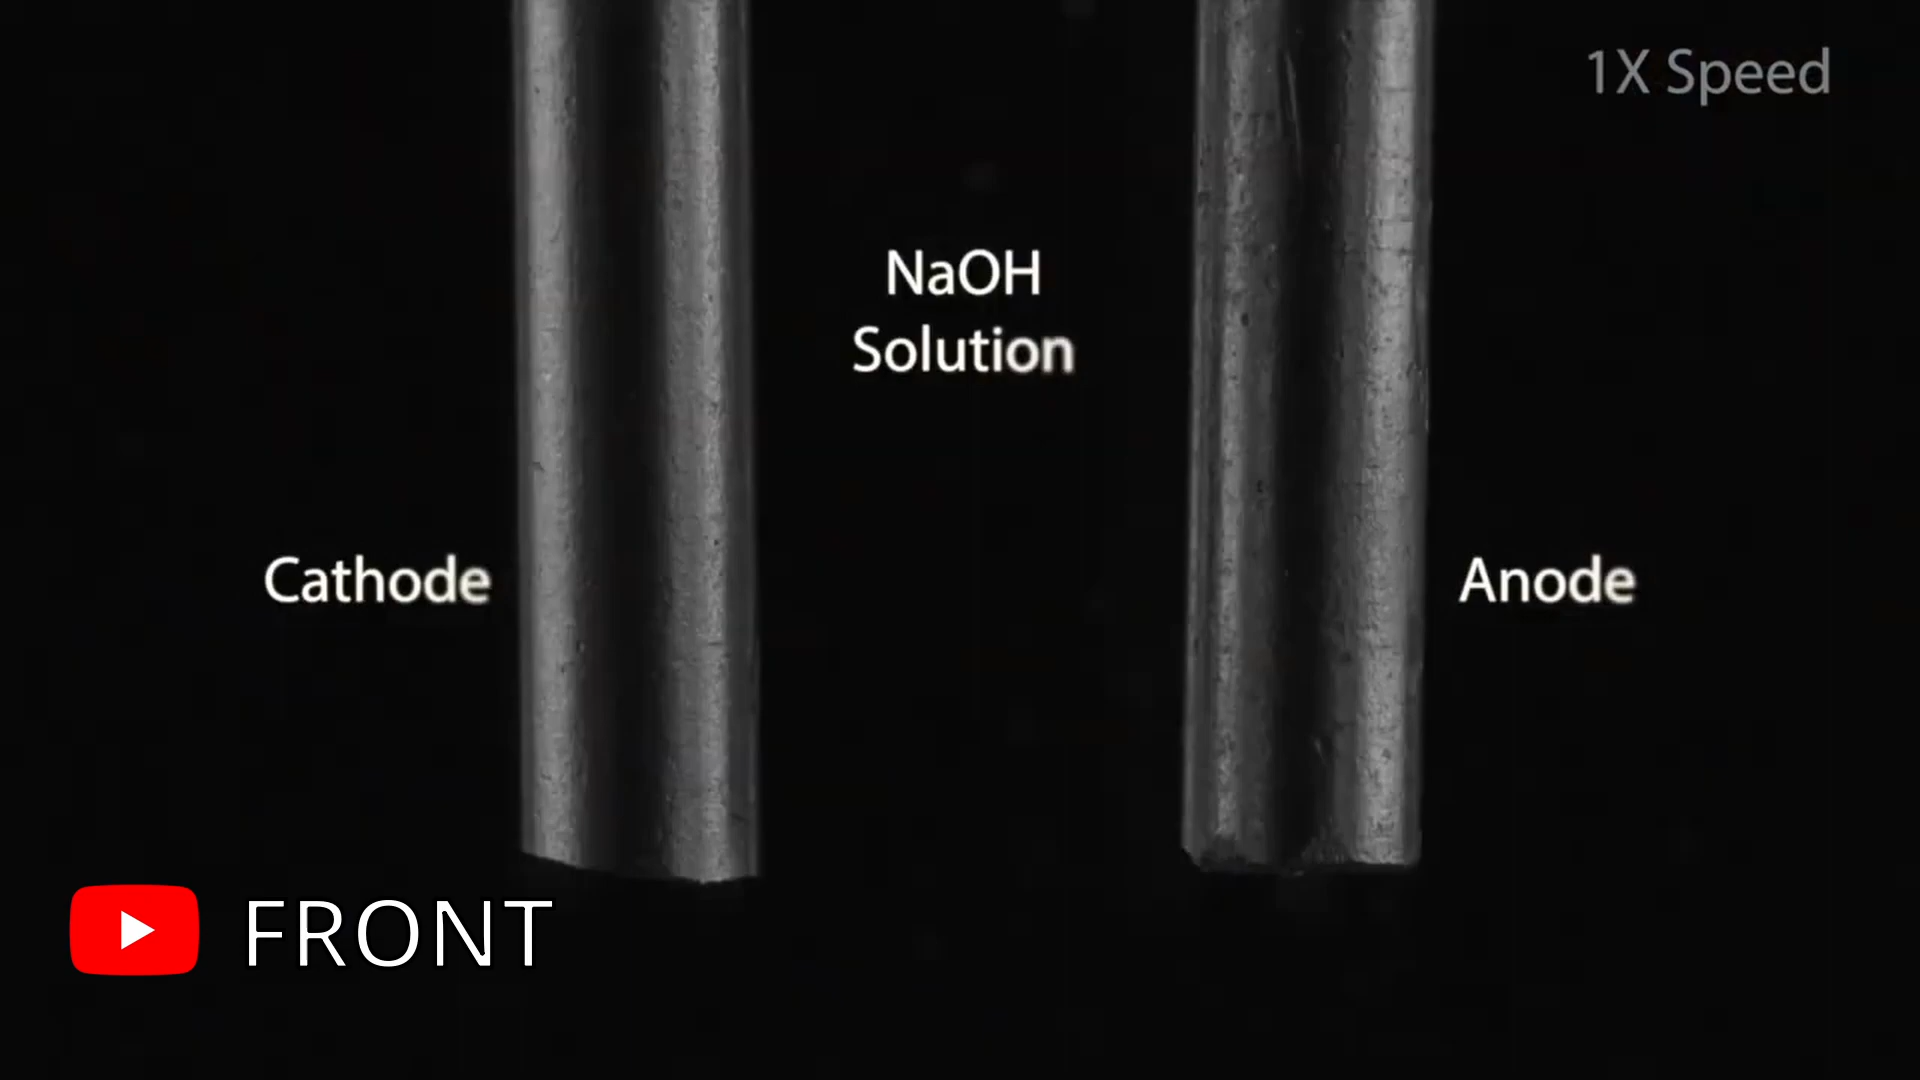 1X Speed
NaOH
Solution
Cathode
Anode
FRONT